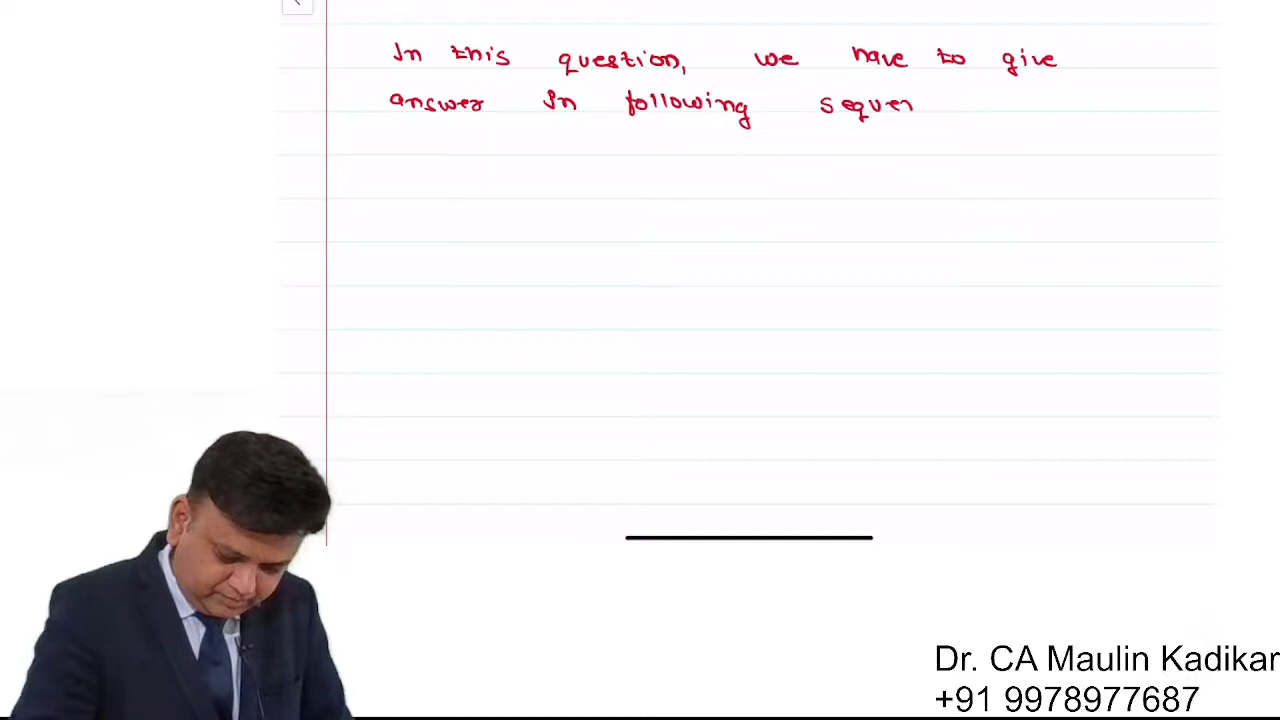 In this question, we have to give
answer In following sequen
Dr. CA Maulin Kadikar
+91 9978977687